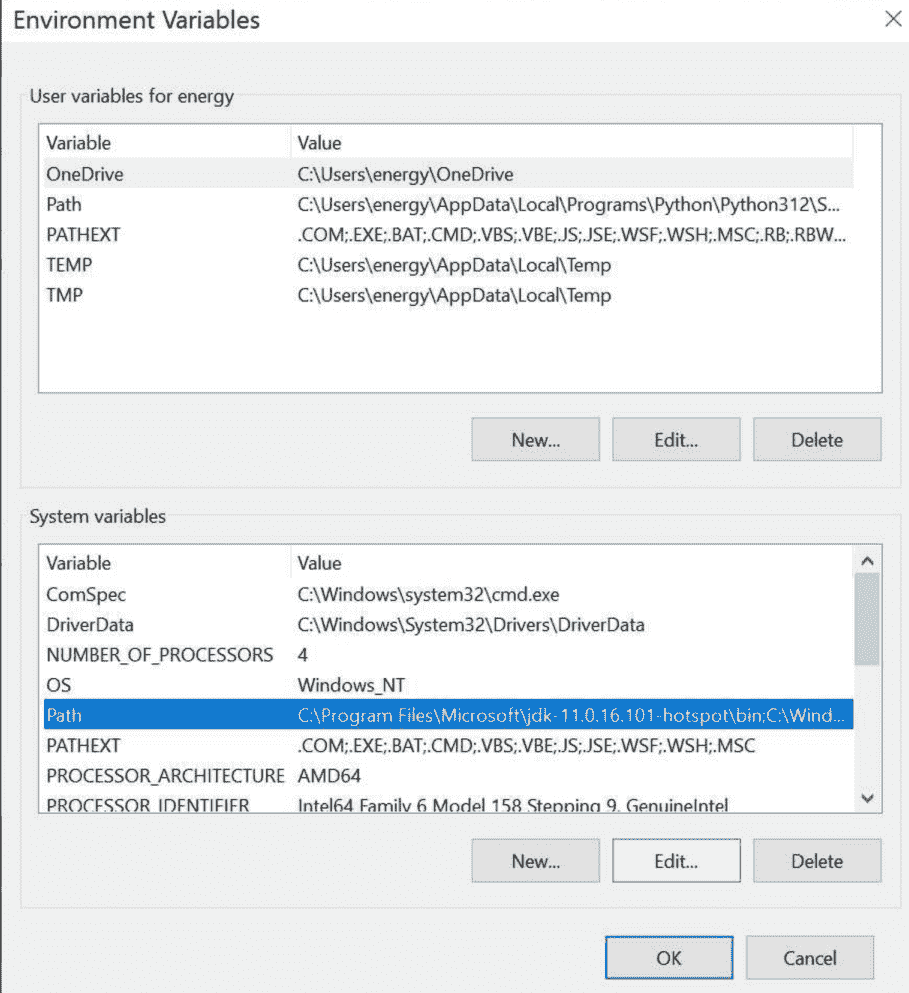 Environment Variables
User variables for energy
Variable Value
OneDrive C:\Users\energy\OneDrive
Path C:\Users\energy\AppData\Local\Programs\Python\Python312\S...
PATHEXT .COM;.EXE;.BAT;.CMD;.VBS;.VBE;.JS;.JSE;.WSF;.WSH;.MSC;.RB;.RBW...
TEMP C:\Users\energy\AppData\Local\Temp
TMP C:\Users\energy\AppData\Local\Temp
New... Edit... Delete
System variables
Variable Value
ComSpec C:\Windows\system32\cmd.exe
DriverData C:\Windows\System32\Drivers\DriverData
NUMBER_OF_PROCESSORS 4
OS Windows_NT
Path C:\Program Files\Microsoft\jdk-11.0.16.101-hotspot\bin;C:\Wind...
PATHEXT .COM;.EXE;.BAT;.CMD;.VBS;.VBE;.JS;.JSE;.WSF;.WSH;.MSC
PROCESSOR_ARCHITECTURE AMD64
PROCESSOR_IDENTIFIER Intel64 Family 6 Model 158 Stepping 9, GenuineIntel
New... Edit... Delete
OK Cancel